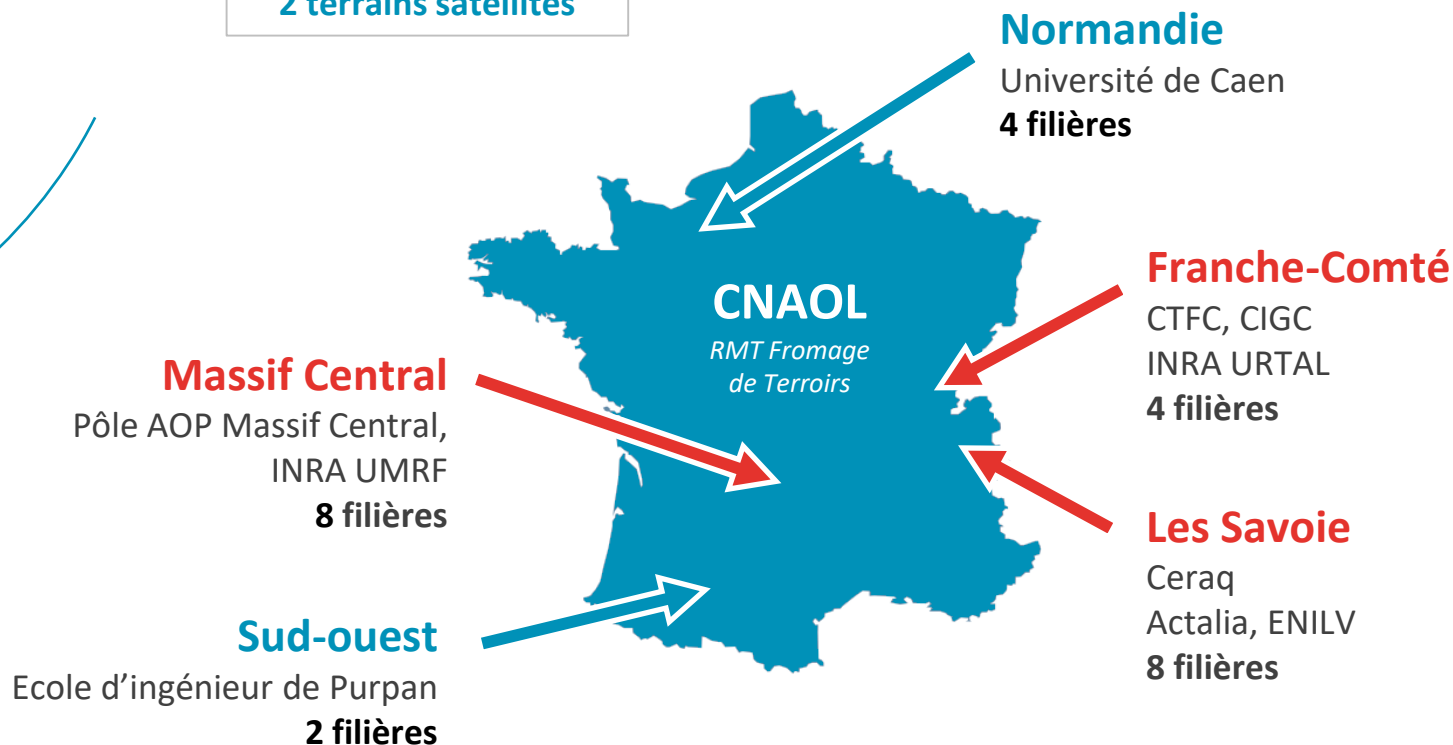 2 terrains satellites
Normandie
Université de Caen
4 filières
CNAOL
RMT Fromage
de Terroirs
Franche-Comté
CTFC, CIGC
INRA URTAL
4 filières
Massif Central
Pôle AOP Massif Central,
INRA UMRF
8 filières
Les Savoie
Ceraq
Actalia, ENILV
8 filières
Sud-ouest
Ecole d'ingénieur de Purpan
2 filières